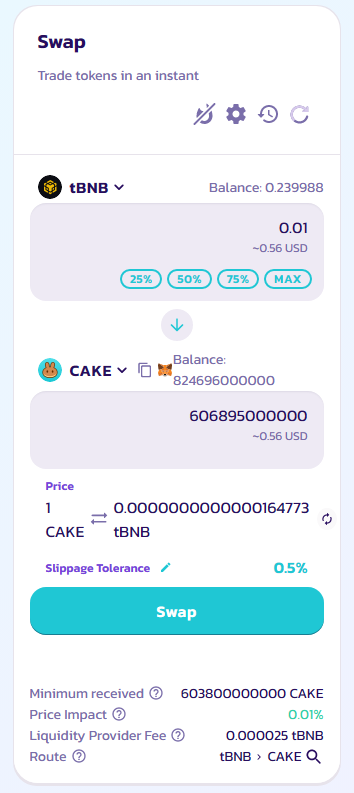 Swap
Trade tokens in an instant
tBNB Balance: 0.239988
0.01
~0.56 USD
25% 50% 75% MAX
CAKE Balance:
824696000000
606895000000
~0.56 USD
Price
1 0.0000000000000164773
CAKE tBNB
Slippage Tolerance 0.5%
Swap
Minimum received 603800000000 CAKE
Price Impact 0.01%
Liquidity Provider Fee 0.000025 tBNB
Route tBNB > CAKE